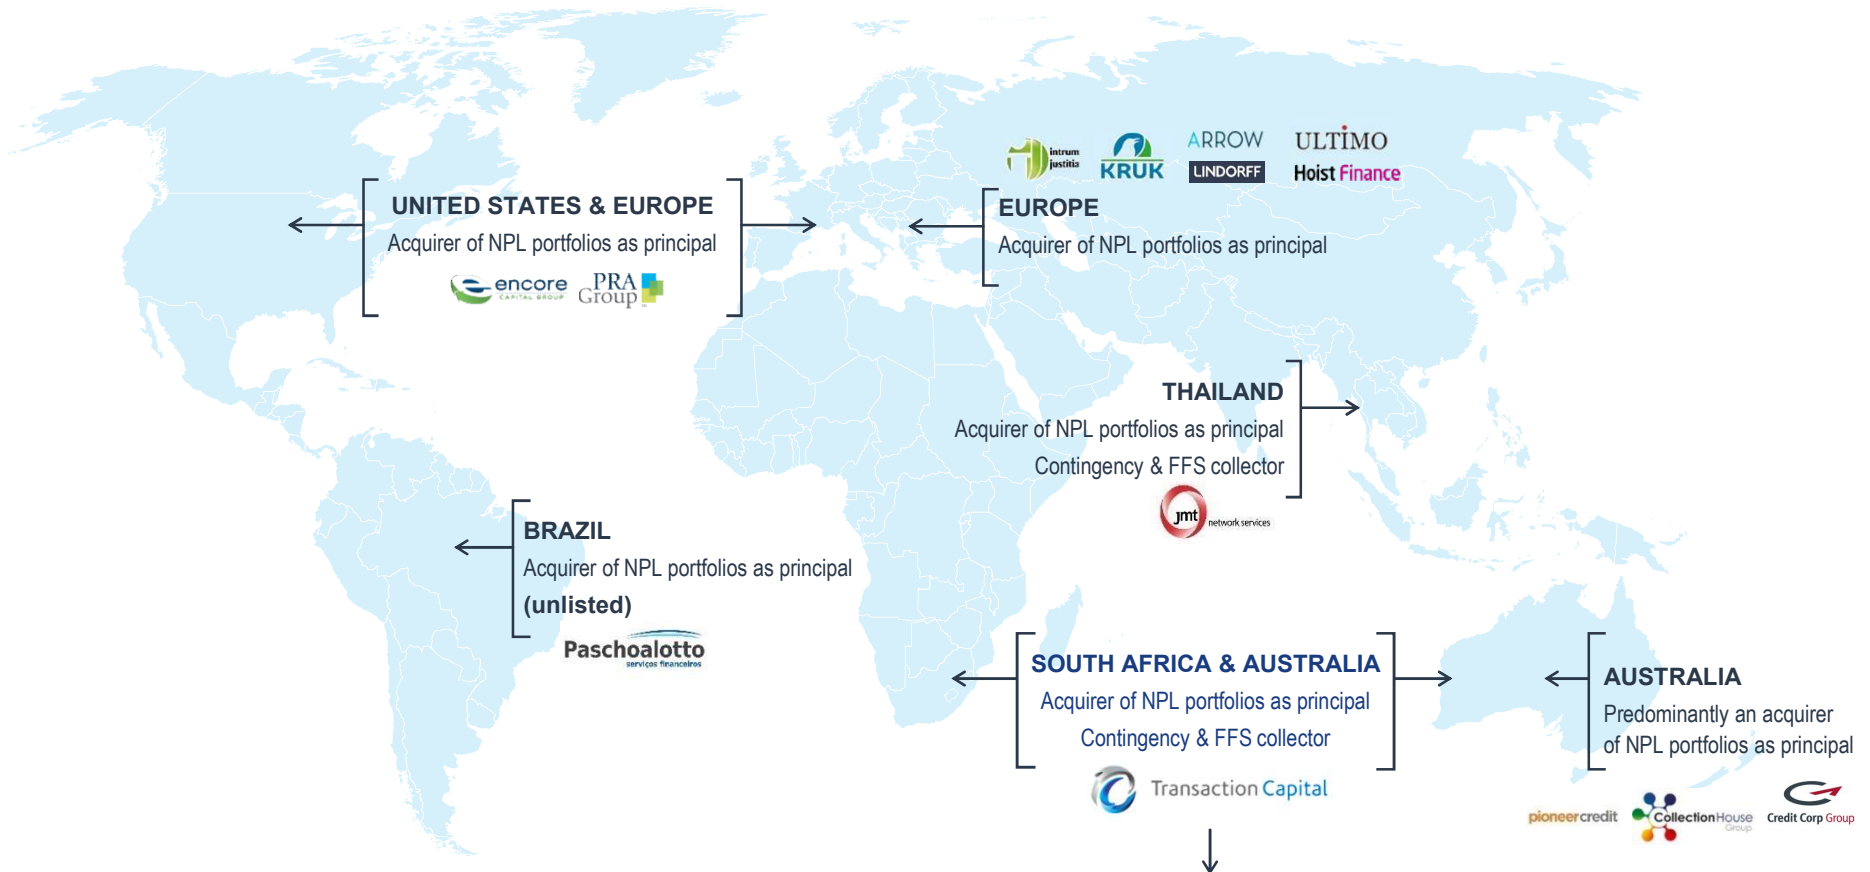 intrum
justitia
KRUK
ARROW
LINDORFF
ULTIMO
Hoist Finance
UNITED STATES & EUROPE
Acquirer of NPL portfolios as principal
encore
CAPITAL GROUP
PRA
Group
EUROPE
Acquirer of NPL portfolios as principal
THAILAND
Acquirer of NPL portfolios as principal
Contingency & FFS collector
jmt
network services
BRAZIL
Acquirer of NPL portfolios as principal
(unlisted)
Paschoalotto
serviços financeiros
SOUTH AFRICA & AUSTRALIA
Acquirer of NPL portfolios as principal
Contingency & FFS collector
Transaction Capital
AUSTRALIA
Predominantly an acquirer
of NPL portfolios as principal
pioneercredit
CollectionHouse
Group
Credit Corp Group